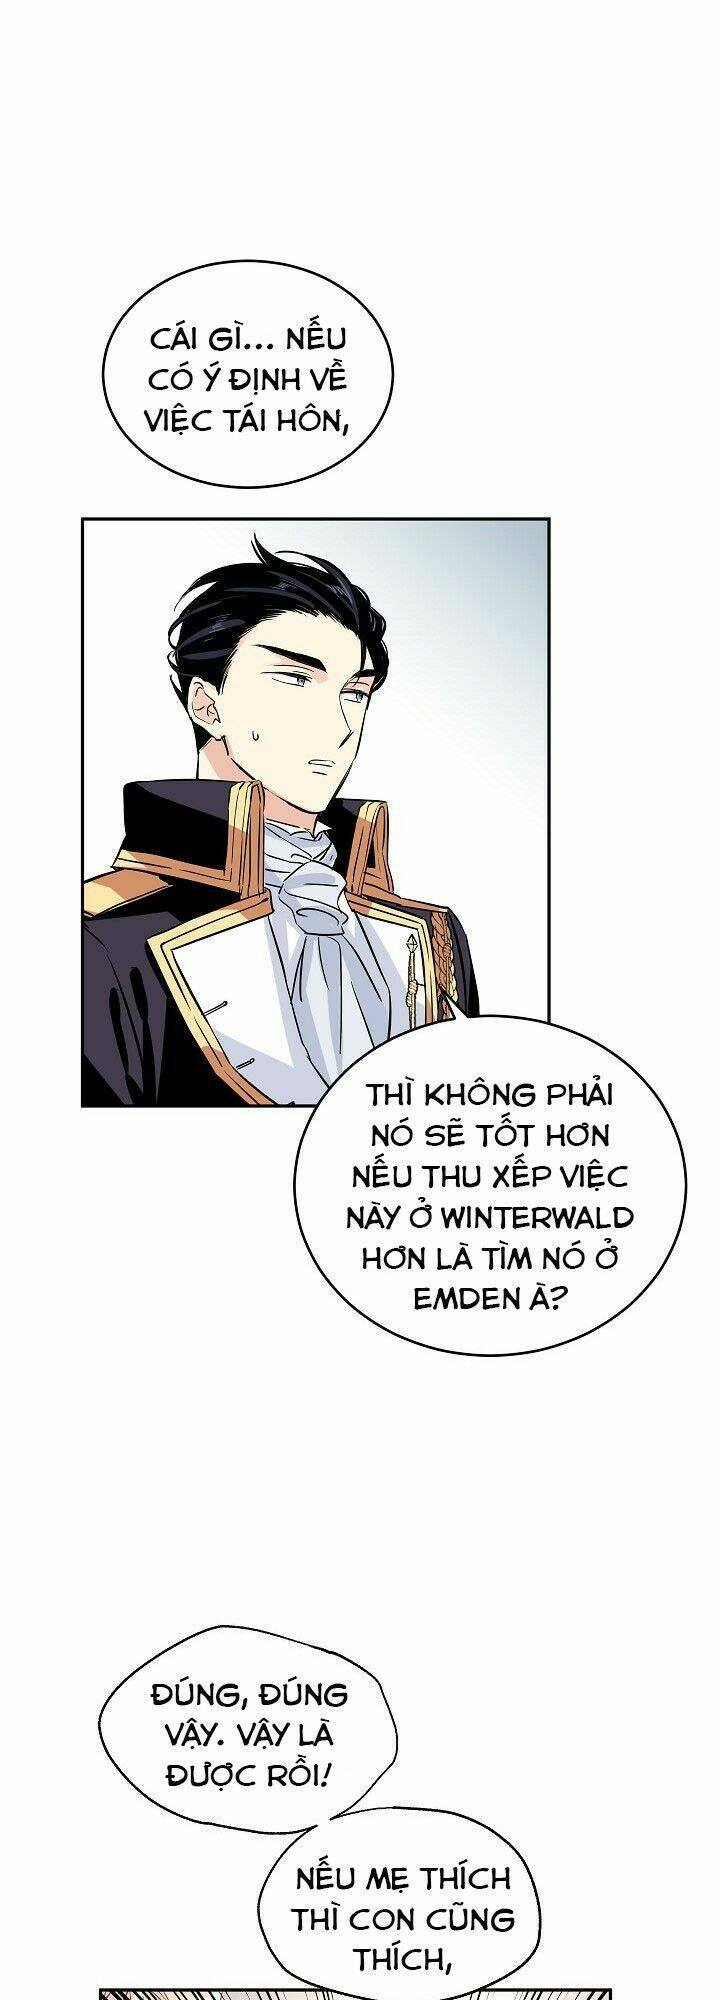 CÁI GÌ... NẾU
CÓ Ý ĐỊNH VỀ
VIỆC TÁI HÔN,
THÌ KHÔNG PHẢI
NÓ SẼ TỐT HƠN
NẾU THU XẾP VIỆC
NÀY Ở WINTERWALD
HƠN LÀ TÌM NÓ Ở
EMDEN À?
ĐÚNG, ĐÚNG
VẬY. VẬY LÀ
ĐƯỢC RỒI!
NẾU MẸ THÍCH
THÌ CON CŨNG
THÍCH,